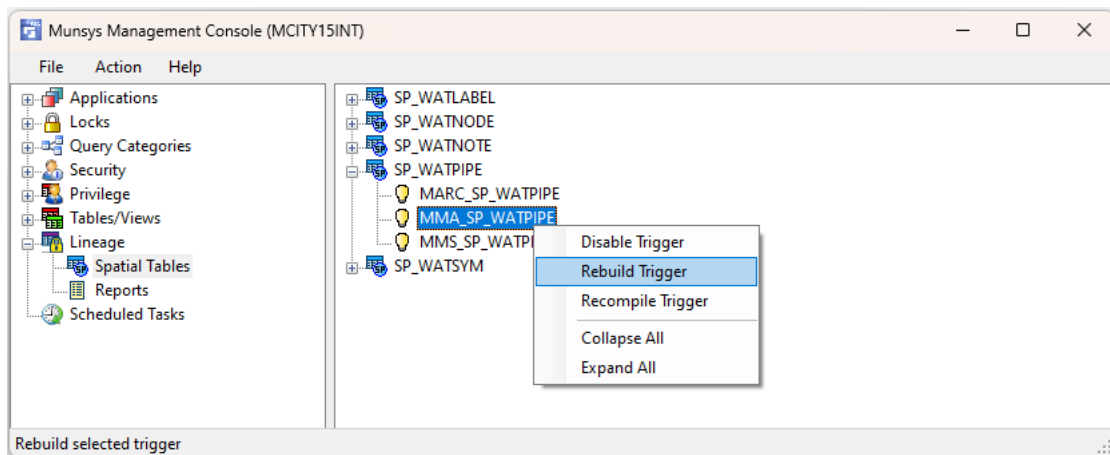 Munsys Management Console (MCITY15INT)
File Action Help
Applications
Locks
Query Categories
Security
Privilege
Tables/Views
Lineage
Spatial Tables
Reports
Scheduled Tasks
SP_WATLABEL
SP_WATNODE
SP_WATNOTE
SP_WATPIPE
MARC_SP_WATPIPE
MMA_SP_WATPIPE
MMS_SP_WATPI
SP_WATSYM
Disable Trigger
Rebuild Trigger
Recompile Trigger
Collapse All
Expand All
Rebuild selected trigger